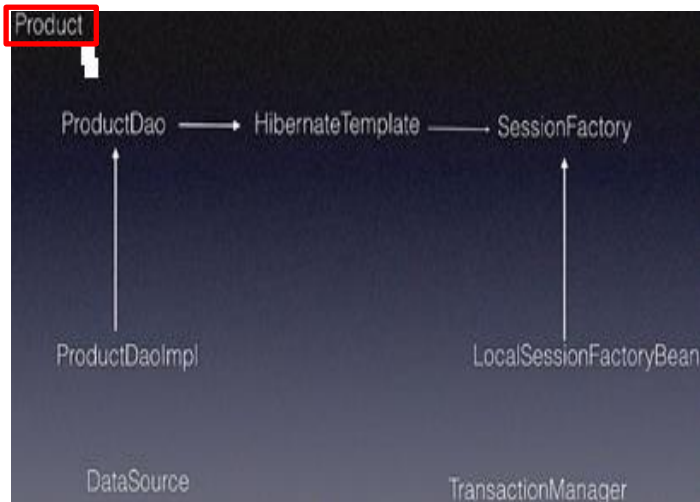 Product
ProductDao
HibernateTemplate
SessionFactory
ProductDaoImpl
LocalSessionFactoryBean
DataSource
TransactionManager